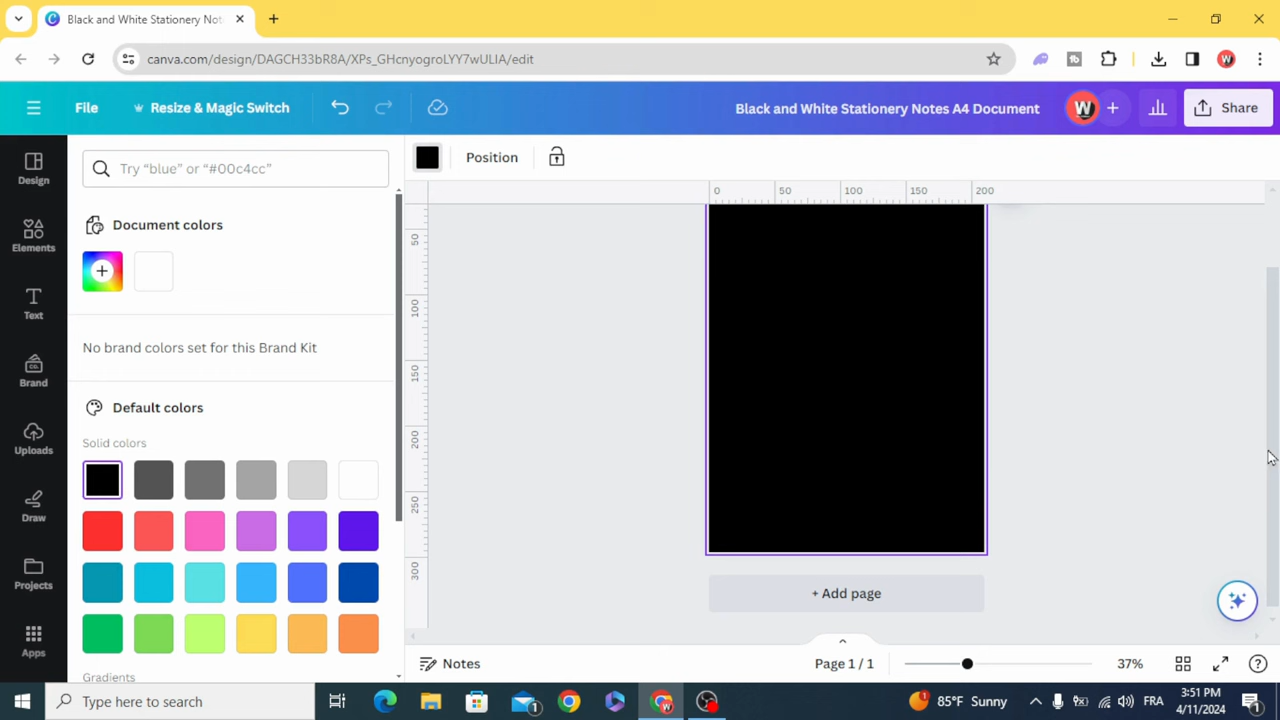 Black and White Stationery Note
canva.com/design/DAGCH33bR8A/XPs_GHcnyogroLYY7wULIA/edit
W
File
Resize & Magic Switch
Black and White Stationery Notes A4 Document
W
Share
Try “blue” or “#00c4cc”
Position
Design
Elements
Text
Brand
Uploads
Draw
Projects
Apps
Document colors
No brand colors set for this Brand Kit
Default colors
Solid colors
Gradients
0 50 100 150 200
50
100
150
200
250
300
+ Add page
Notes
Page 1 / 1
37%
Type here to search
85°F Sunny
FRA
3:51 PM
4/11/2024